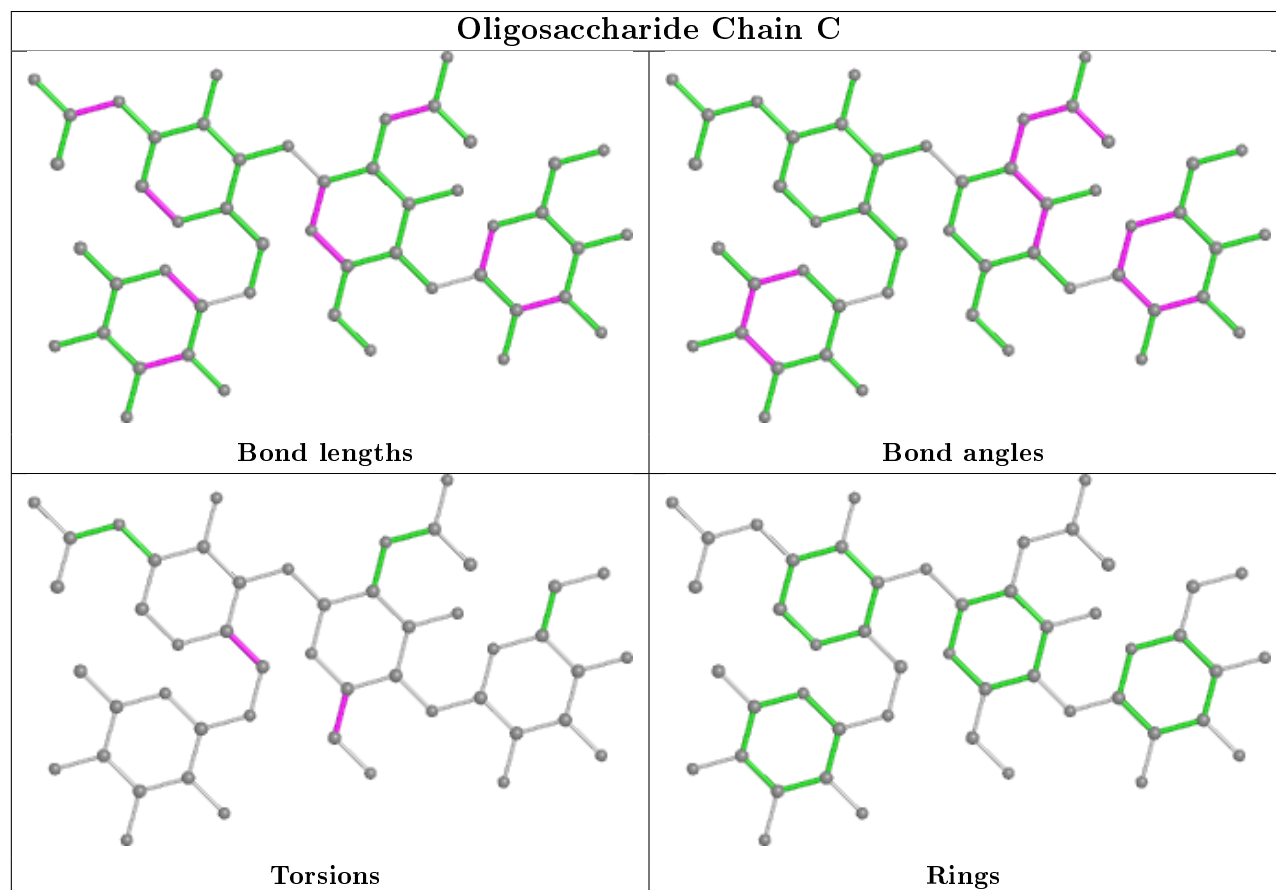 Oligosaccharide Chain C
Bond lengths
Bond angles
Torsions
Rings